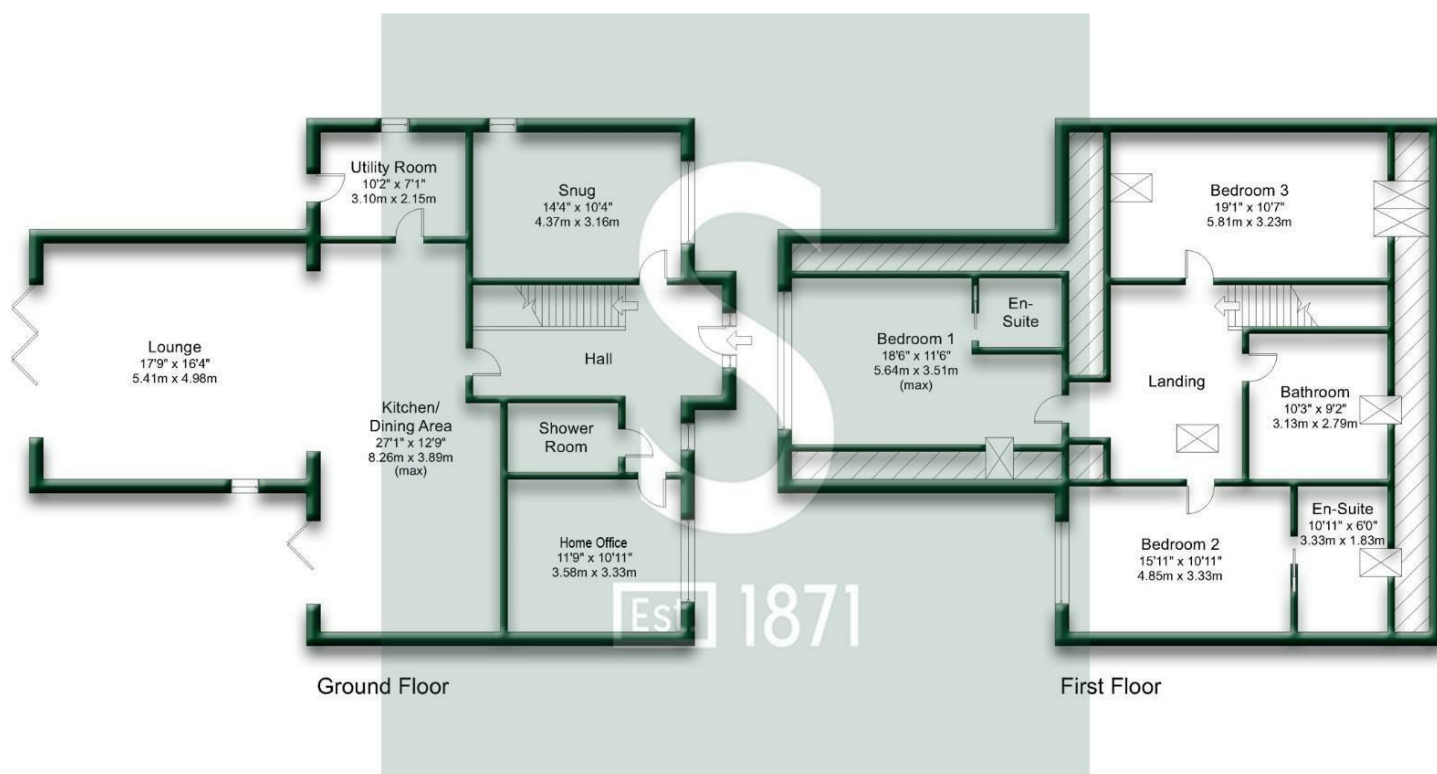 Utility Room
10'2" x 7'1"
3.10m x 2.15m
Snug
14'4" x 10'4"
4.37m x 3.16m
Lounge
17'9" x 16'4"
5.41m x 4.98m
Hall
Kitchen/
Dining Area
27'1" x 12'9"
8.26m x 3.89m
(max)
Shower
Room
Home Office
11'9" x 10'11"
3.58m x 3.33m
Ground Floor
Bedroom 3
19'1" x 10'7"
5.81m x 3.23m
En-
Suite
Bedroom 1
18'6" x 11'6"
5.64m x 3.51m
(max)
Landing
Bathroom
10'3" x 9'2"
3.13m x 2.79m
En-Suite
10'11" x 6'0"
3.33m x 1.83m
Bedroom 2
15'11" x 10'11"
4.85m x 3.33m
First Floor
S
Est. 1871